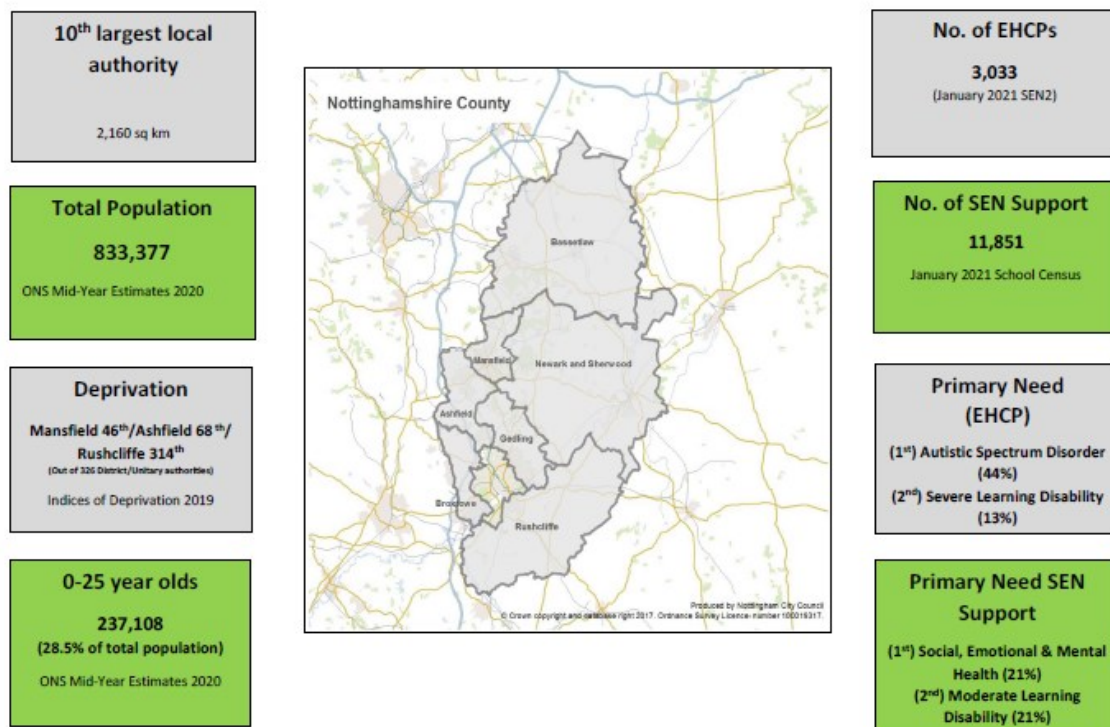 10th largest local
authority
2,160 sq km
Total Population
833,377
ONS Mid-Year Estimates 2020
Deprivation
Mansfield 46th/Ashfield 68th/
Rushcliffe 314th
(Out of 326 District/Unitary authorities)
Indices of Deprivation 2019
0-25 year olds
237,108
(28.5% of total population)
ONS Mid-Year Estimates 2020
Nottinghamshire County
Bassetlaw
Mansfield
Newark and Sherwood
Ashfield
Gedling
Broxtowe
Rushcliffe
Produced by Nottingham City Council
© Crown copyright and database right 2017. Ordnance Survey Licence number 100019317.
No. of EHCPs
3,033
(January 2021 SEN2)
No. of SEN Support
11,851
January 2021 School Census
Primary Need
(EHCP)
(1st) Autistic Spectrum Disorder
(44%)
(2nd) Severe Learning Disability
(13%)
Primary Need SEN
Support
(1st) Social, Emotional & Mental
Health (21%)
(2nd) Moderate Learning
Disability (21%)